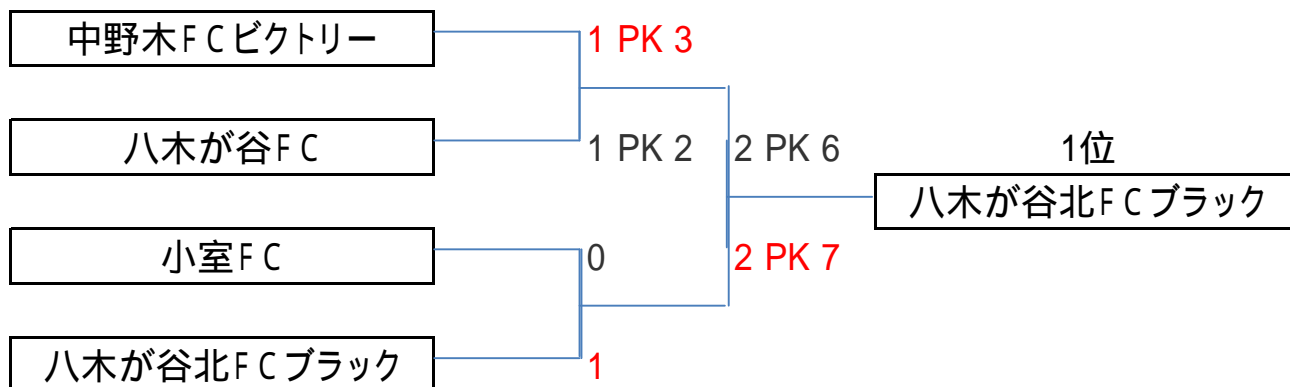 中野木FCビクトリー
1 PK 3
八木が谷FC
1 PK 2
2 PK 6
1位
八木が谷北FCブラック
小室FC
0
2 PK 7
八木が谷北FCブラック
1